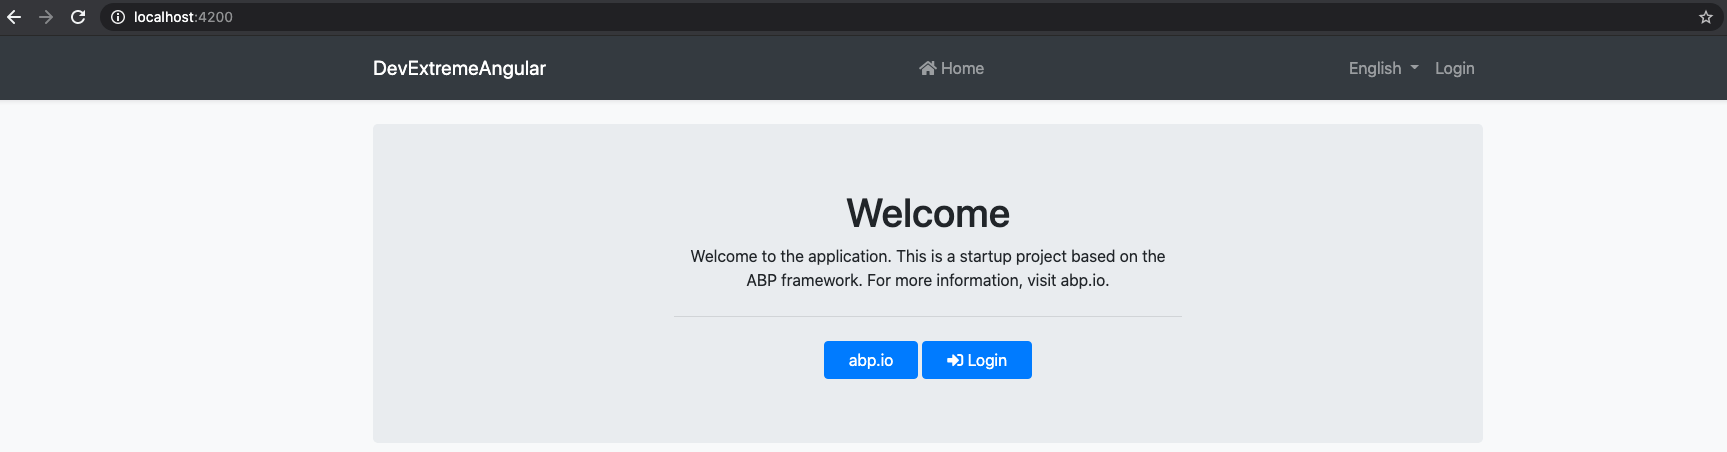 localhost:4200
DevExtremeAngular Home English Login
Welcome
Welcome to the application. This is a startup project based on the
ABP framework. For more information, visit abp.io.
abp.io Login